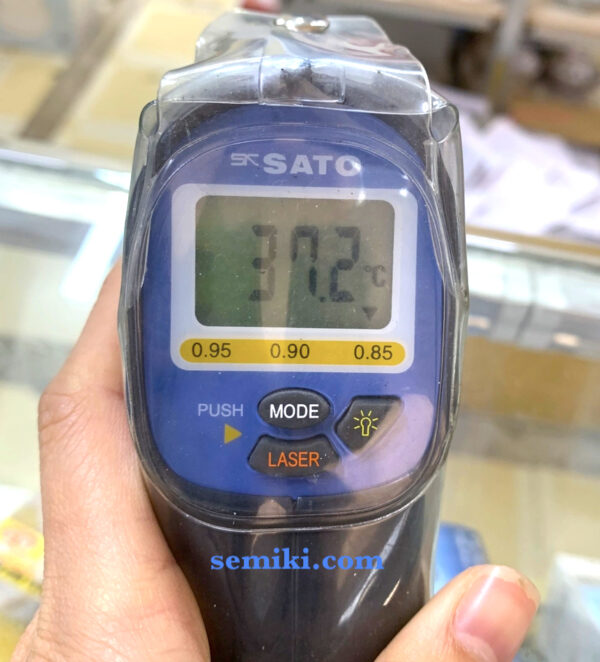 SK SATO
37.2 °C
0.95 0.90 0.85
PUSH MODE
LASER
semiki.com